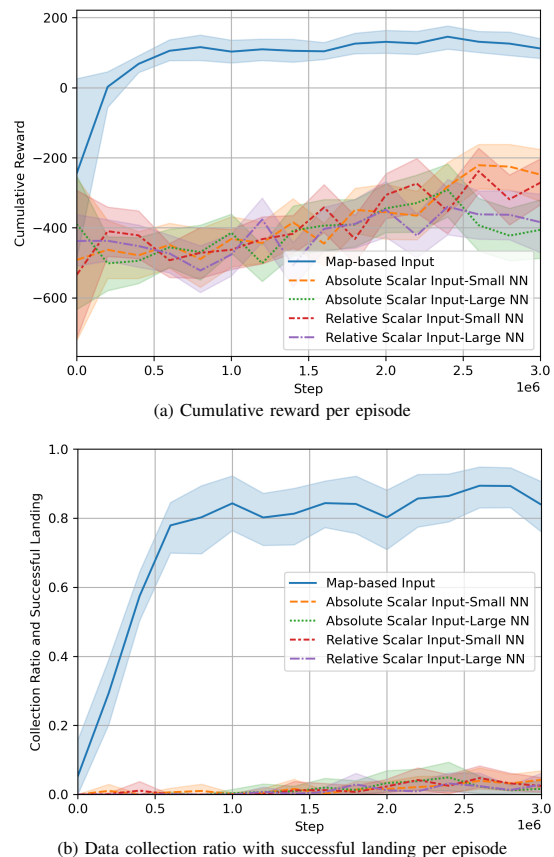 200
0
−200
−400
−600
Cumulative Reward
Map-based Input
Absolute Scalar Input-Small NN
Absolute Scalar Input-Large NN
Relative Scalar Input-Small NN
Relative Scalar Input-Large NN
0.0 0.5 1.0 1.5 2.0 2.5 3.0
Step
1e6
(a) Cumulative reward per episode
1.0
0.8
0.6
0.4
0.2
0.0
Collection Ratio and Successful Landing
Map-based Input
Absolute Scalar Input-Small NN
Absolute Scalar Input-Large NN
Relative Scalar Input-Small NN
Relative Scalar Input-Large NN
0.0 0.5 1.0 1.5 2.0 2.5 3.0
Step
1e6
(b) Data collection ratio with successful landing per episode